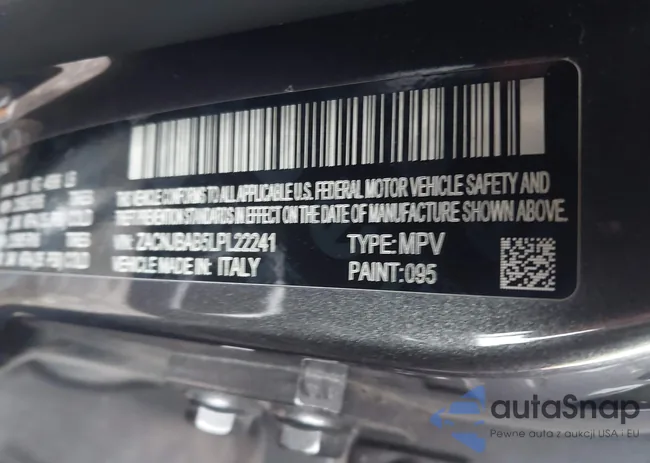 THIS VEHICLE CONFORMS TO ALL APPLICABLE U.S. FEDERAL MOTOR VEHICLE SAFETY AND
THEFT PREVENTION STANDARDS IN EFFECT ON THE DATE OF MANUFACTURE SHOWN ABOVE.
VIN: ZACNJBAB5LPL22241 TYPE: MPV
VEHICLE MADE IN: ITALY PAINT: 095
autaSnap
Pewne auta z aukcji USA i EU